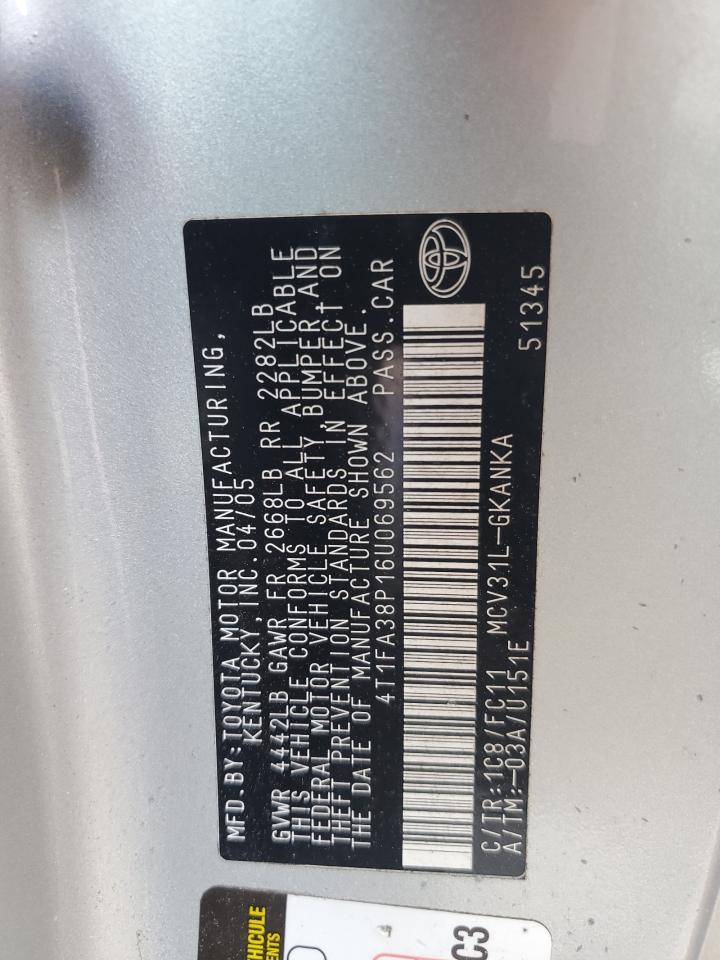 MFD.BY:TOYOTA MOTOR MANUFACTURING,
KENTUCKY, INC.04/05
GVWR 4442LB GAWR FR 2668LB RR 2282LB
THIS VEHICLE CONFORMS TO ALL APPLICABLE
FEDERAL MOTOR VEHICLE SAFETY,BUMPER,AND
THEFT PREVENTION STANDARDS IN EFFECT ON
THE DATE OF MANUFACTURE SHOWN ABOVE.
4T1FA38P16U069562 PASS.CAR
C/TR:1C8/FC11 MCV31L-GKANKA
A/TM:-03A/U151E 51345
C3